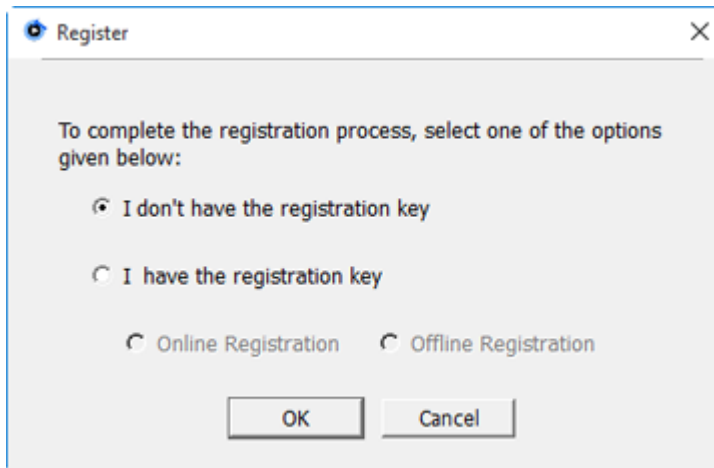 Register
To complete the registration process, select one of the options
given below:
I don't have the registration key
I have the registration key
Online Registration Offline Registration
OK Cancel